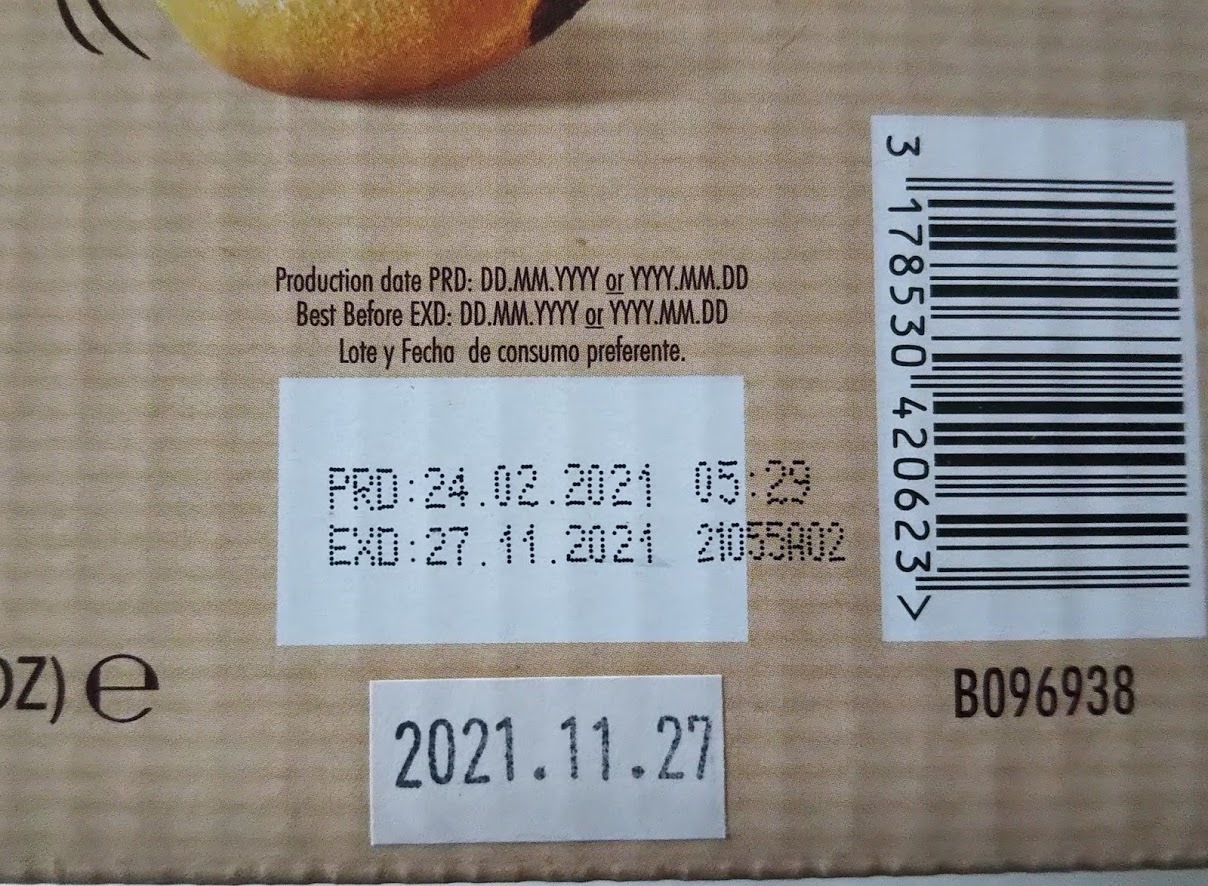 Production date PRD: DD.MM.YYYY or YYYY.MM.DD
Best Before EXD: DD.MM.YYYY or YYYY.MM.DD
Lote y Fecha de consumo preferente.
PRD:24.02.2021 05:29
EXD:27.11.2021 21055A02
OZ) e
2021.11.27
3 178530 420623 >
B096938